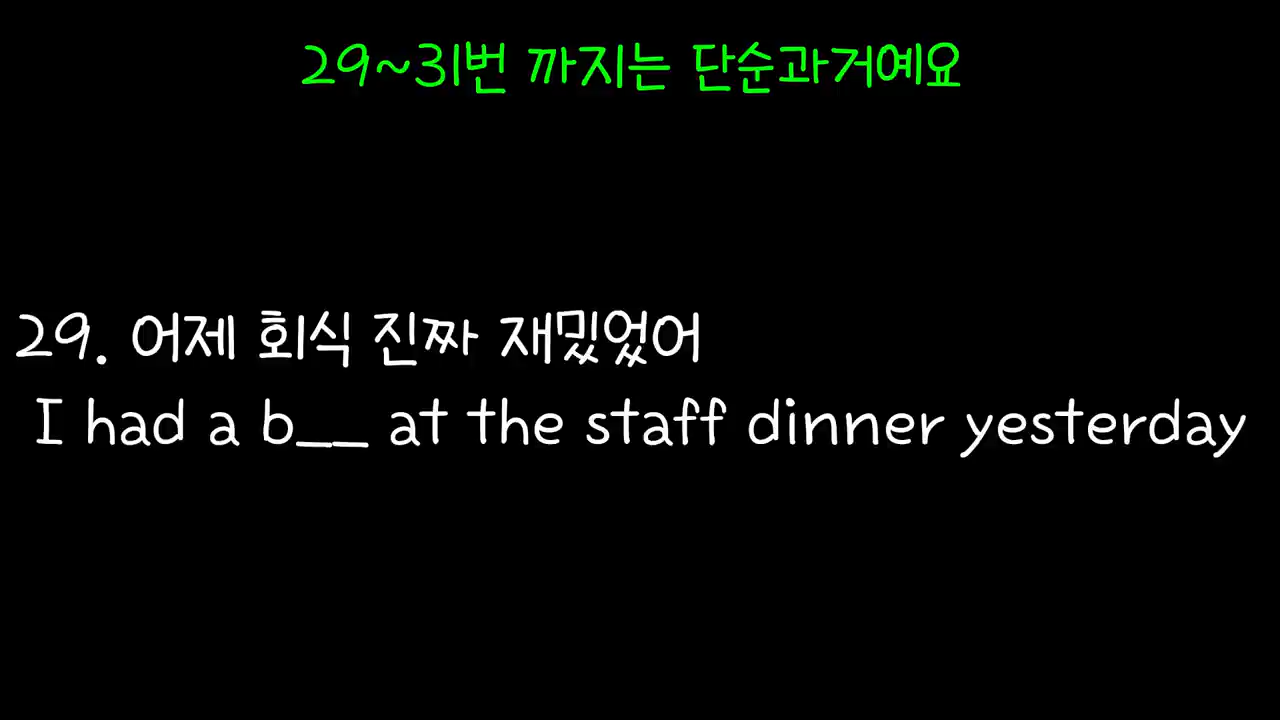 29~31번 까지는 단순과거예요
29. 어제 회식 진짜 재밌었어
I had a b__ at the staff dinner yesterday